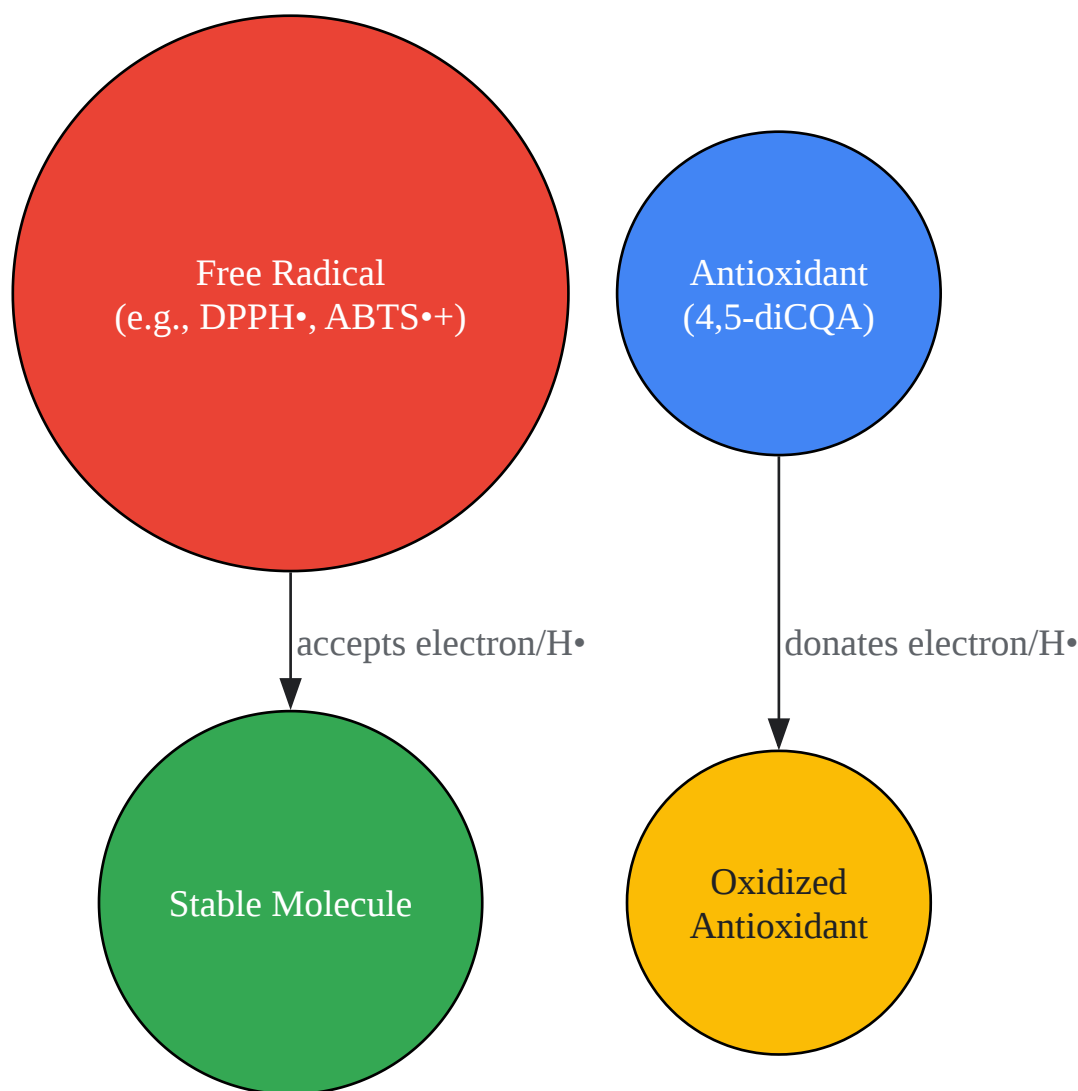 Free Radical
(e.g., DPPH•, ABTS•+)
Antioxidant
(4,5-diCQA)
accepts electron/H•
donates electron/H•
Stable Molecule
Oxidized
Antioxidant